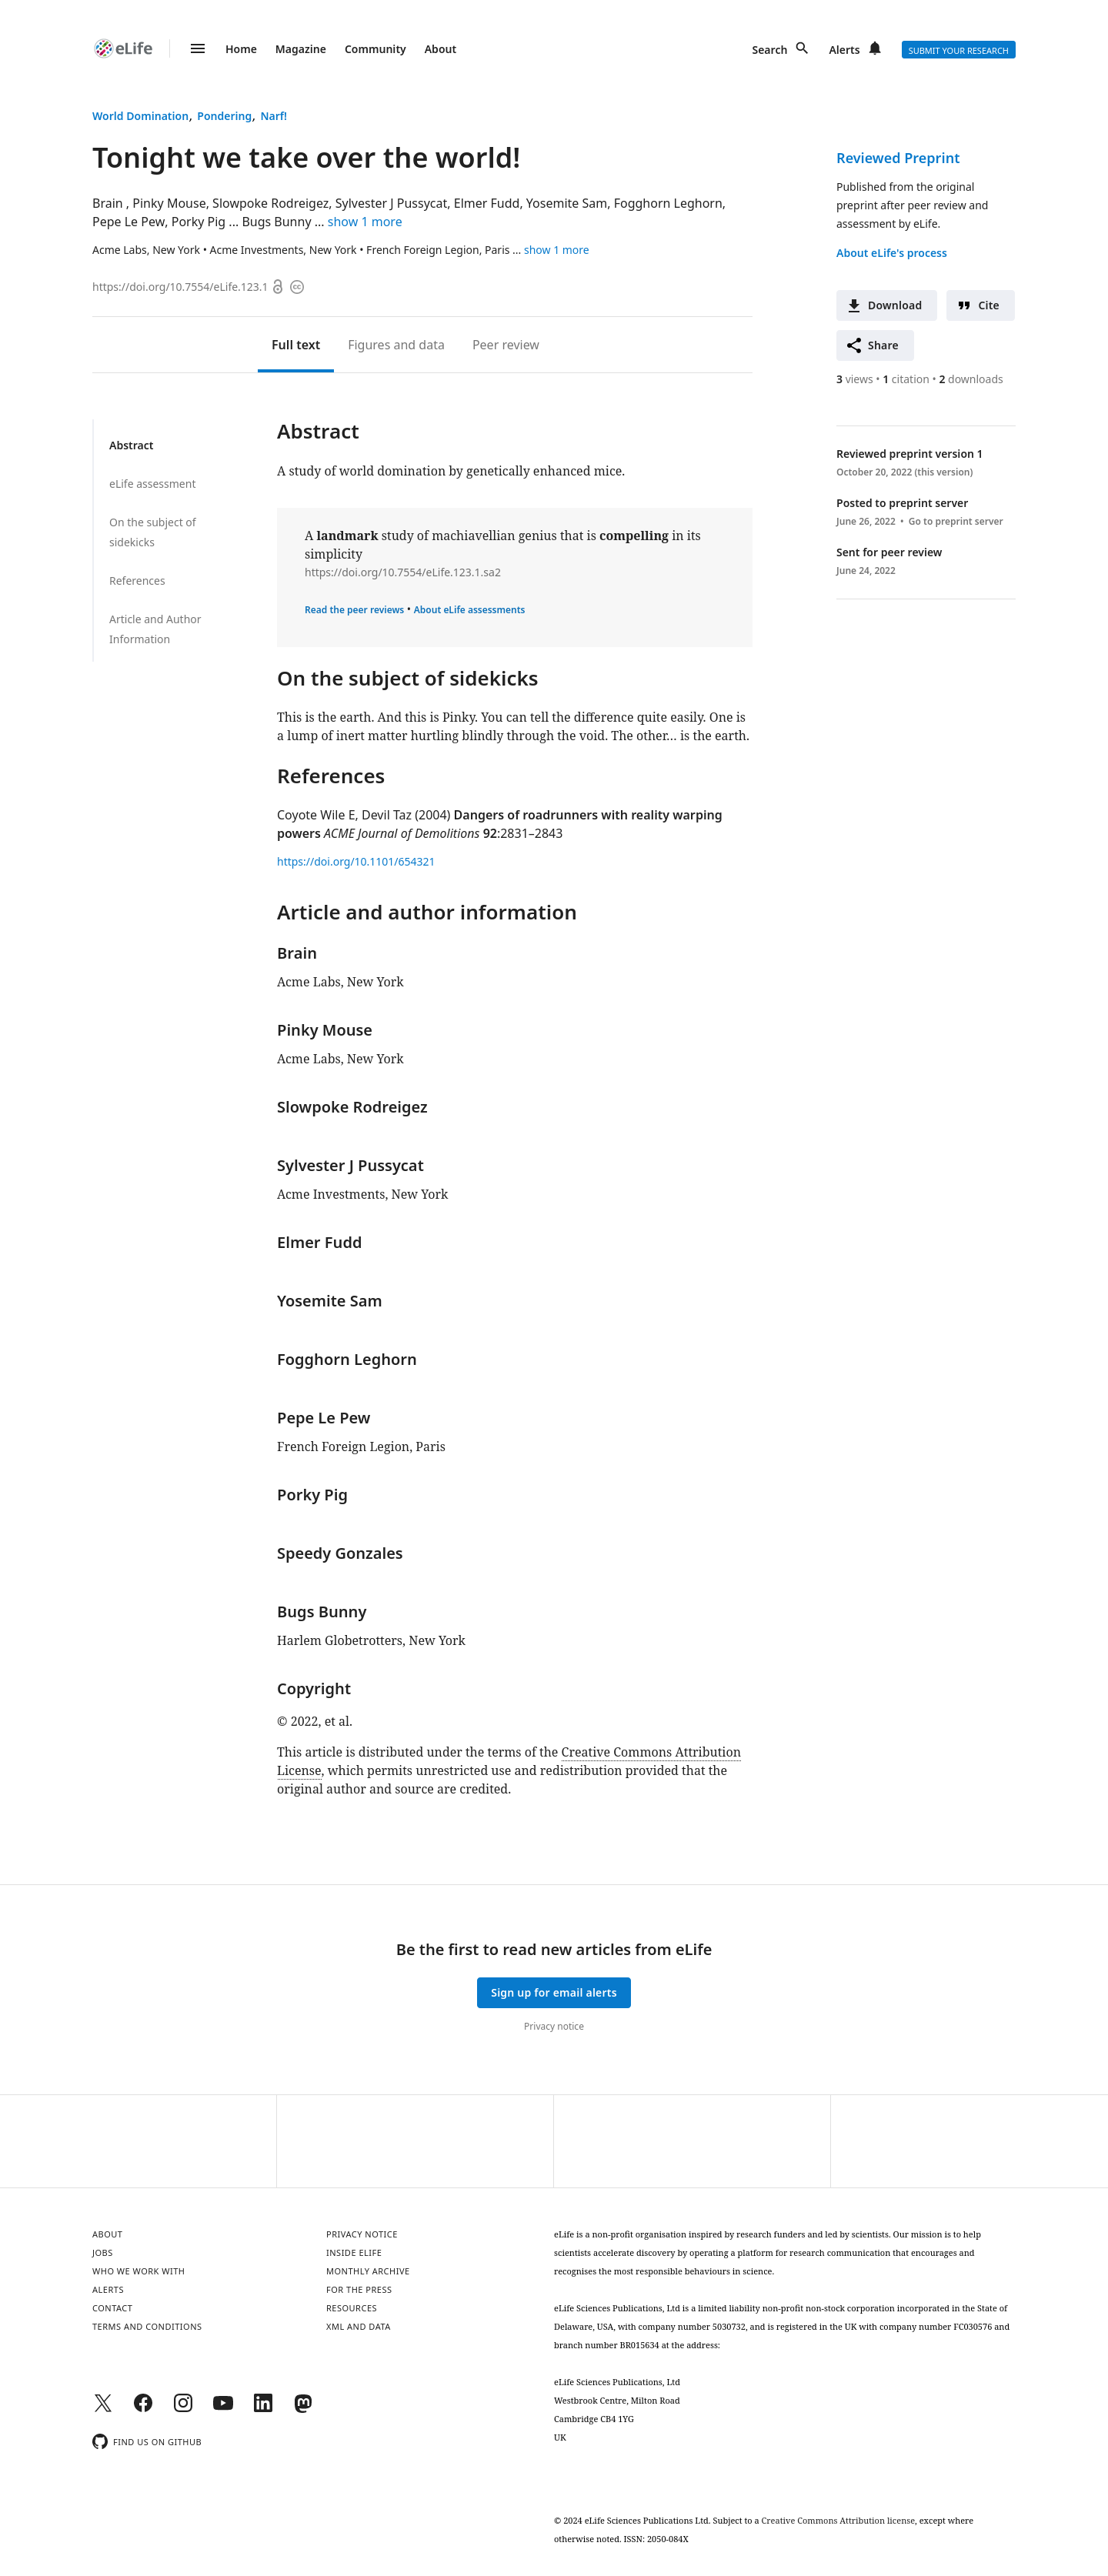 eLife
Home Magazine Community About
Search Alerts SUBMIT YOUR RESEARCH
World Domination, Pondering, Narf!
Tonight we take over the world!
Brain , Pinky Mouse, Slowpoke Rodreigez, Sylvester J Pussycat, Elmer Fudd, Yosemite Sam, Fogghorn Leghorn,
Pepe Le Pew, Porky Pig ... Bugs Bunny ... show 1 more
Acme Labs, New York • Acme Investments, New York • French Foreign Legion, Paris ... show 1 more
https://doi.org/10.7554/eLife.123.1
Reviewed Preprint
Published from the original
preprint after peer review and
assessment by eLife.
About eLife's process
Download Cite
Share
3 views • 1 citation • 2 downloads
Full text Figures and data Peer review
Reviewed preprint version 1
October 20, 2022 (this version)
Posted to preprint server
June 26, 2022 • Go to preprint server
Sent for peer review
June 24, 2022
Abstract
eLife assessment
On the subject of
sidekicks
References
Article and Author
Information
Abstract
A study of world domination by genetically enhanced mice.
A landmark study of machiavellian genius that is compelling in its
simplicity
https://doi.org/10.7554/eLife.123.1.sa2
Read the peer reviews • About eLife assessments
On the subject of sidekicks
This is the earth. And this is Pinky. You can tell the difference quite easily. One is
a lump of inert matter hurtling blindly through the void. The other… is the earth.
References
Coyote Wile E, Devil Taz (2004) Dangers of roadrunners with reality warping
powers ACME Journal of Demolitions 92:2831–2843
https://doi.org/10.1101/654321
Article and author information
Brain
Acme Labs, New York
Pinky Mouse
Acme Labs, New York
Slowpoke Rodreigez
Sylvester J Pussycat
Acme Investments, New York
Elmer Fudd
Yosemite Sam
Fogghorn Leghorn
Pepe Le Pew
French Foreign Legion, Paris
Porky Pig
Speedy Gonzales
Bugs Bunny
Harlem Globetrotters, New York
Copyright
© 2022, et al.
This article is distributed under the terms of the Creative Commons Attribution
License, which permits unrestricted use and redistribution provided that the
original author and source are credited.
Be the first to read new articles from eLife
Sign up for email alerts
Privacy notice
ABOUT
JOBS
WHO WE WORK WITH
ALERTS
CONTACT
TERMS AND CONDITIONS
PRIVACY NOTICE
INSIDE ELIFE
MONTHLY ARCHIVE
FOR THE PRESS
RESOURCES
XML AND DATA
FIND US ON GITHUB
eLife is a non-profit organisation inspired by research funders and led by scientists. Our mission is to help
scientists accelerate discovery by operating a platform for research communication that encourages and
recognises the most responsible behaviours in science.
eLife Sciences Publications, Ltd is a limited liability non-profit non-stock corporation incorporated in the State of
Delaware, USA, with company number 5030732, and is registered in the UK with company number FC030576 and
branch number BR015634 at the address:
eLife Sciences Publications, Ltd
Westbrook Centre, Milton Road
Cambridge CB4 1YG
UK
© 2024 eLife Sciences Publications Ltd. Subject to a Creative Commons Attribution license, except where
otherwise noted. ISSN: 2050-084X